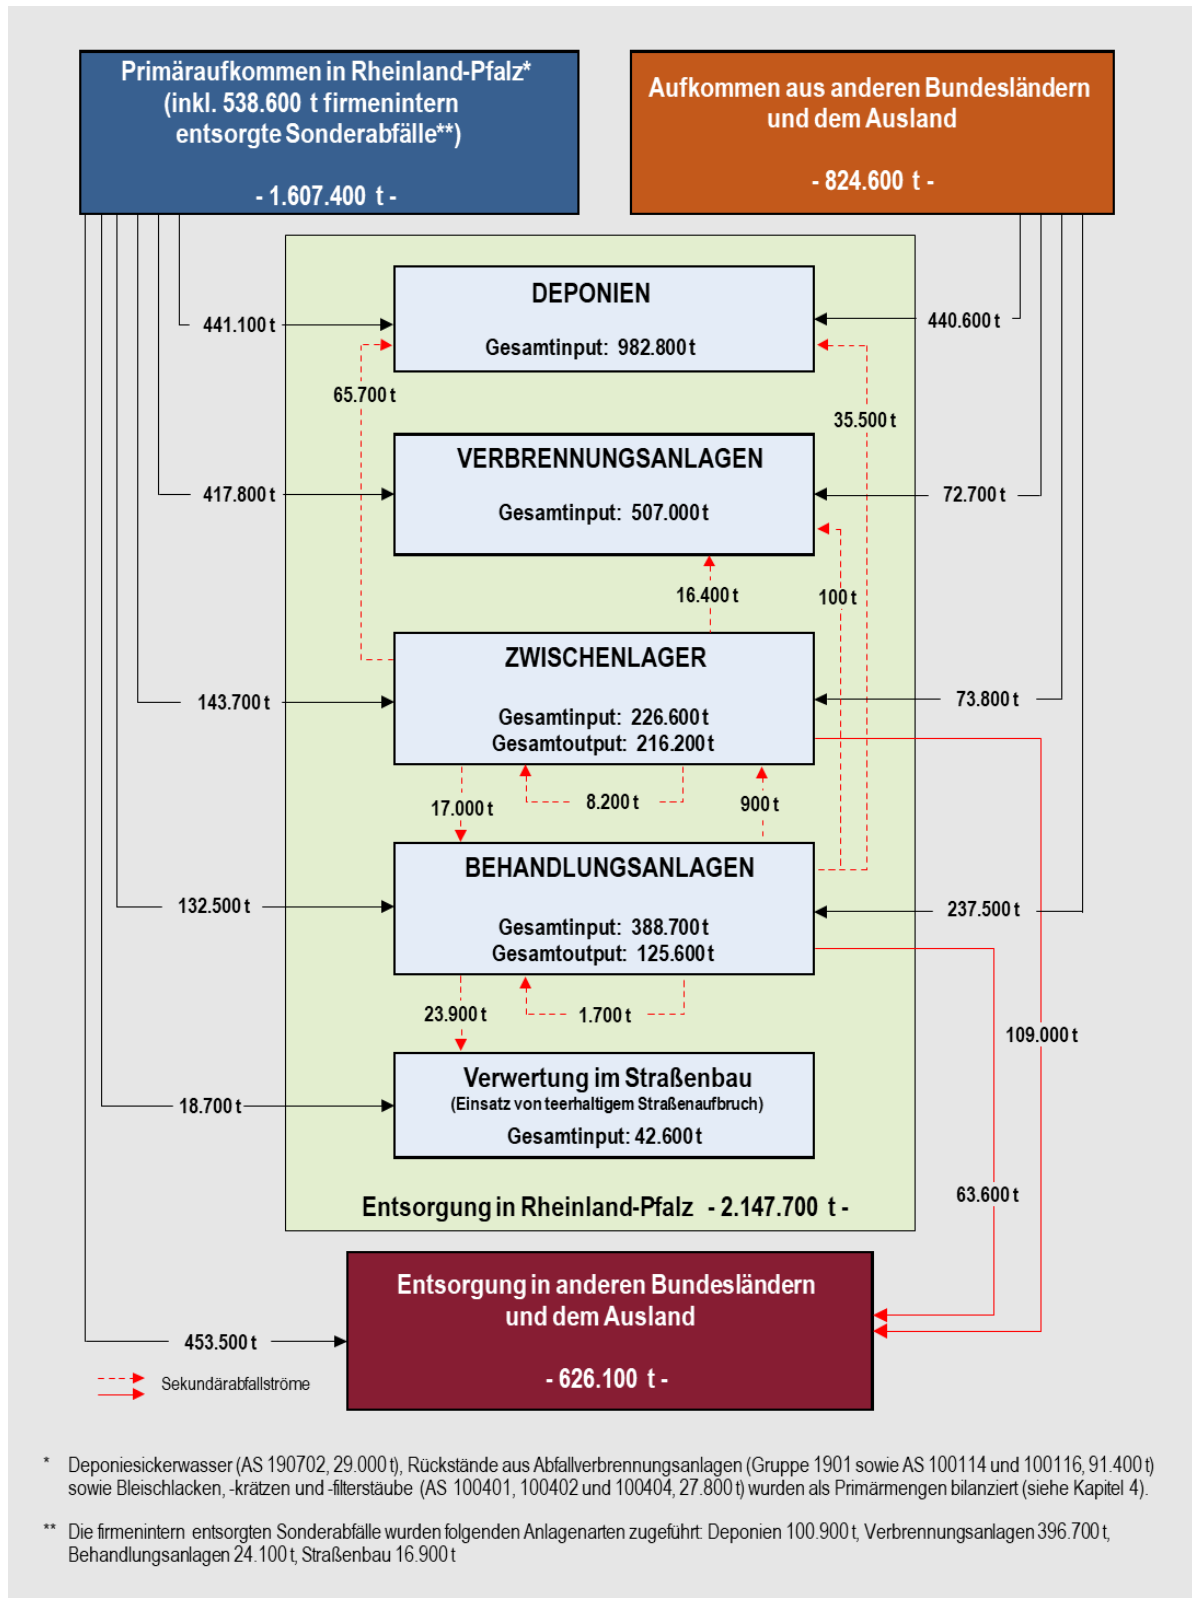 Primäraufkommen in Rheinland-Pfalz*
(inkl. 538.600 t firmenintern
entsorgte Sonderabfälle**)
- 1.607.400 t -
Aufkommen aus anderen Bundesländern
und dem Ausland
- 824.600 t -
DEPONIEN
Gesamtinput: 982.800 t
441.100 t
440.600 t
65.700 t
35.500 t
VERBRENNUNGSANLAGEN
Gesamtinput: 507.000 t
417.800 t
72.700 t
16.400 t
100 t
ZWISCHENLAGER
Gesamtinput: 226.600 t
Gesamtoutput: 216.200 t
143.700 t
73.800 t
17.000 t
8.200 t
900 t
BEHANDLUNGSANLAGEN
Gesamtinput: 388.700 t
Gesamtoutput: 125.600 t
132.500 t
237.500 t
23.900 t
1.700 t
109.000 t
Verwertung im Straßenbau
(Einsatz von teerhaltigem Straßenaufbruch)
Gesamtinput: 42.600 t
18.700 t
63.600 t
Entsorgung in Rheinland-Pfalz - 2.147.700 t -
Entsorgung in anderen Bundesländern
und dem Ausland
- 626.100 t -
453.500 t
Sekundärabfallströme
* Deponiesickerwasser (AS 190702, 29.000 t), Rückstände aus Abfallverbrennungsanlagen (Gruppe 1901 sowie AS 100114 und 100116, 91.400 t)
sowie Bleischlacken, -krätzen und -filterstäube (AS 100401, 100402 und 100404, 27.800 t) wurden als Primärmengen bilanziert (siehe Kapitel 4).
** Die firmenintern entsorgten Sonderabfälle wurden folgenden Anlagenarten zugeführt: Deponien 100.900 t, Verbrennungsanlagen 396.700 t,
Behandlungsanlagen 24.100 t, Straßenbau 16.900 t